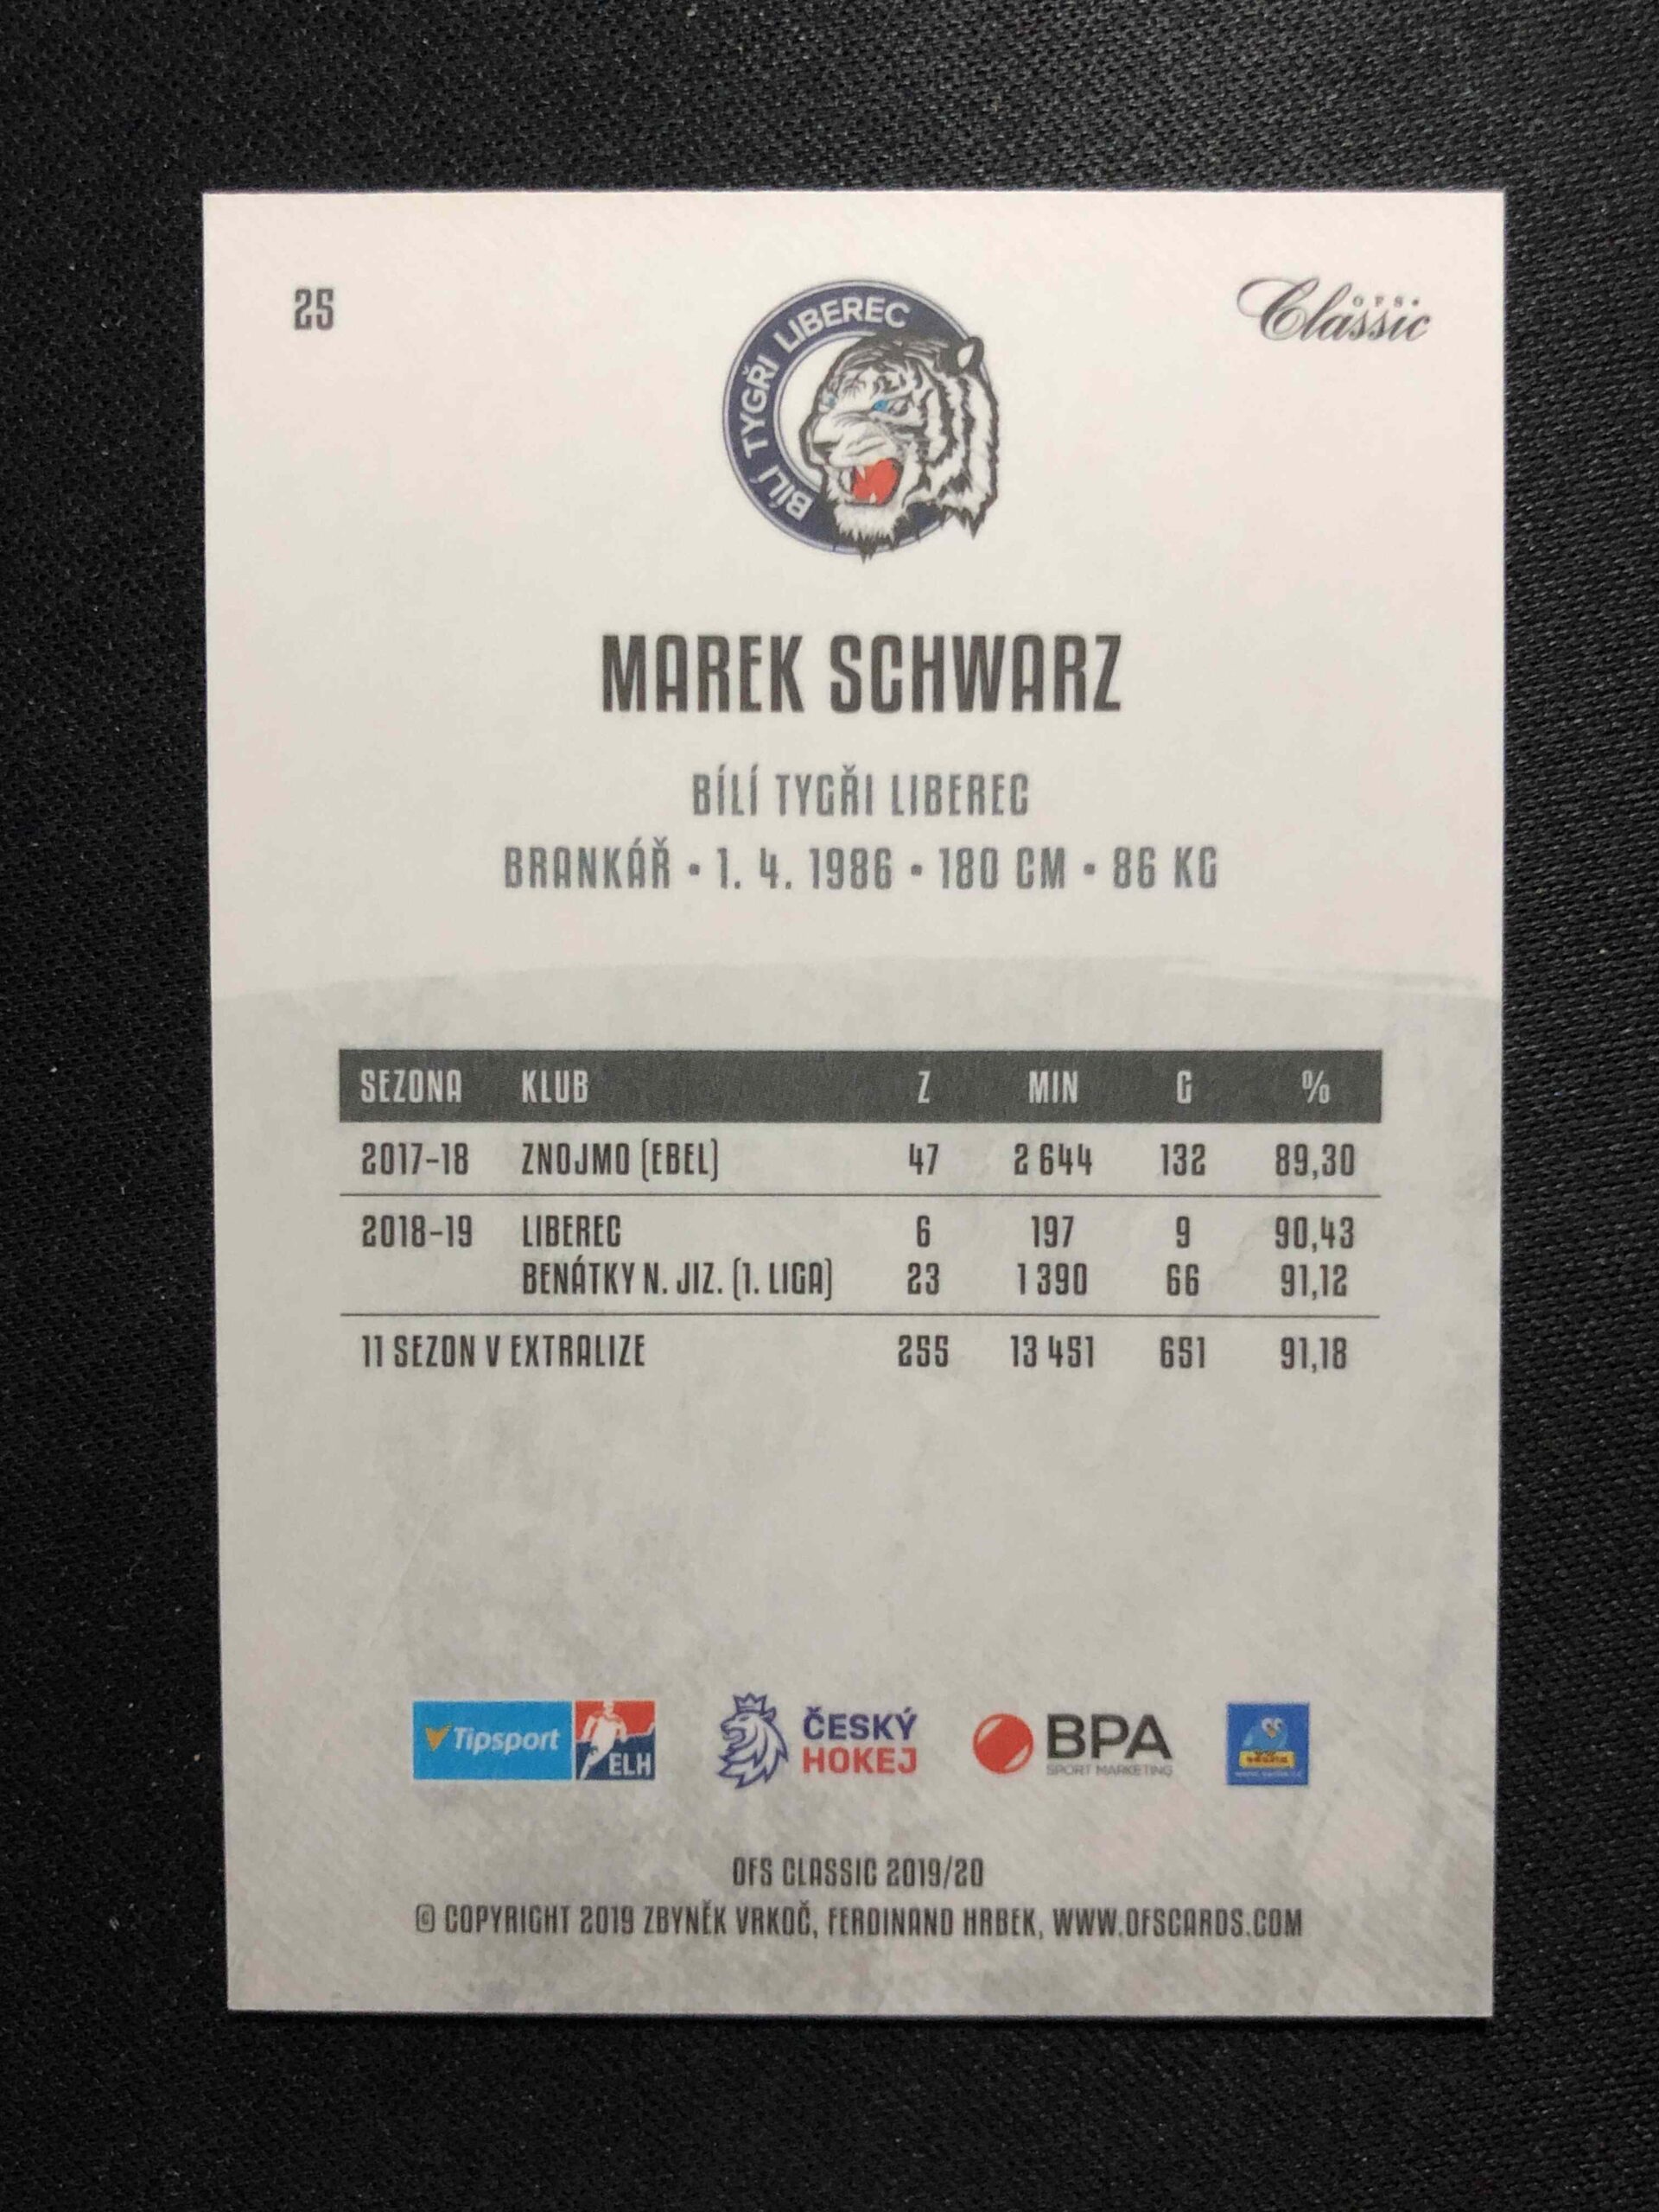 25
BÍLÍ TYGŘI LIBEREC
OFS
Classic
MAREK SCHWARZ
BÍLÍ TYGŘI LIBEREC
BRANKÁŘ • 1. 4. 1986 • 180 CM • 86 KG
SEZONA KLUB Z MIN G %
2017-18 ZNOJMO (EBEL) 47 2 644 132 89,30
2018-19 LIBEREC 6 197 9 90,43
BENÁTKY N. JIZ. (1. LIGA) 23 1 390 66 91,12
11 SEZON V EXTRALIZE 255 13 451 651 91,18
Tipsport ELH
ČESKÝ
HOKEJ
BPA
SPORT MARKETING
OFS CLASSIC 2019/20
© COPYRIGHT 2019 ZBYNĚK VRKOČ, FERDINAND HRBEK, WWW.OFSCARDS.COM